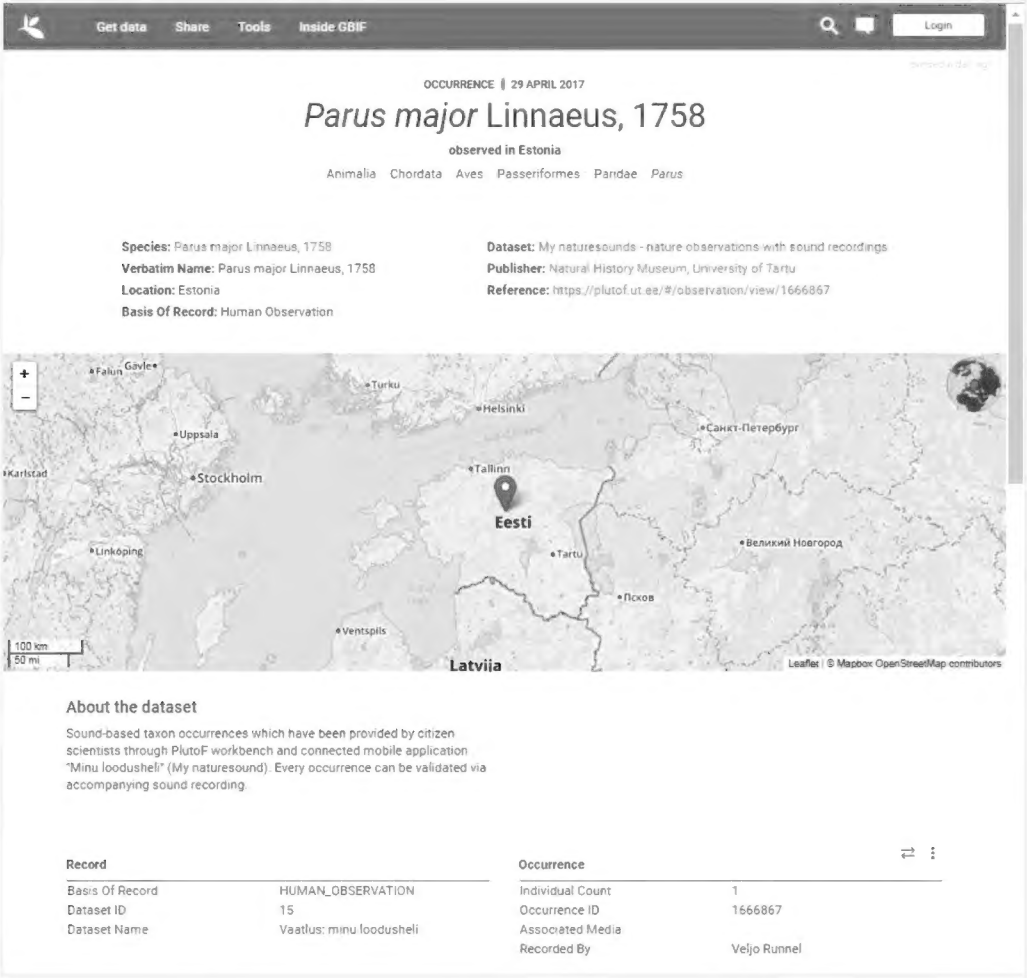 Get data Share Tools Inside GBIF Login
OCCURRENCE | 29 APRIL 2017
Parus major Linnaeus, 1758
observed in Estonia
Animalia Chordata Aves Passeriformes Paridae Parus
Species: Parus major Linnaeus, 1758
Verbatim Name: Parus major Linnaeus, 1758
Location: Estonia
Basis Of Record: Human Observation
Dataset: My naturesounds - nature observations with sound recordings
Publisher: Natural History Museum, University of Tartu
Reference: https://plutof.ut.ee/#/observation/view/1666867
+
−
Falun
Gävle
Turku
Helsinki
Uppsala
Санкт-Петербург
Karlstad
Stockholm
Tallinn
Eesti
Linköping
Tartu
Великий Новгород
Псков
Ventspils
100 km
50 mi
Latvija
Leaflet | © Mapbox OpenStreetMap contributors
About the dataset
Sound-based taxon occurrences which have been provided by citizen
scientists through PlutoF workbench and connected mobile application
"Minu loodusheli" (My naturesound). Every occurrence can be validated via
accompanying sound recording.
Record
Basis Of Record HUMAN_OBSERVATION
Dataset ID 15
Dataset Name Vaatlus: minu loodusheli
Occurrence
Individual Count 1
Occurrence ID 1666867
Associated Media
Recorded By Veljo Runnel